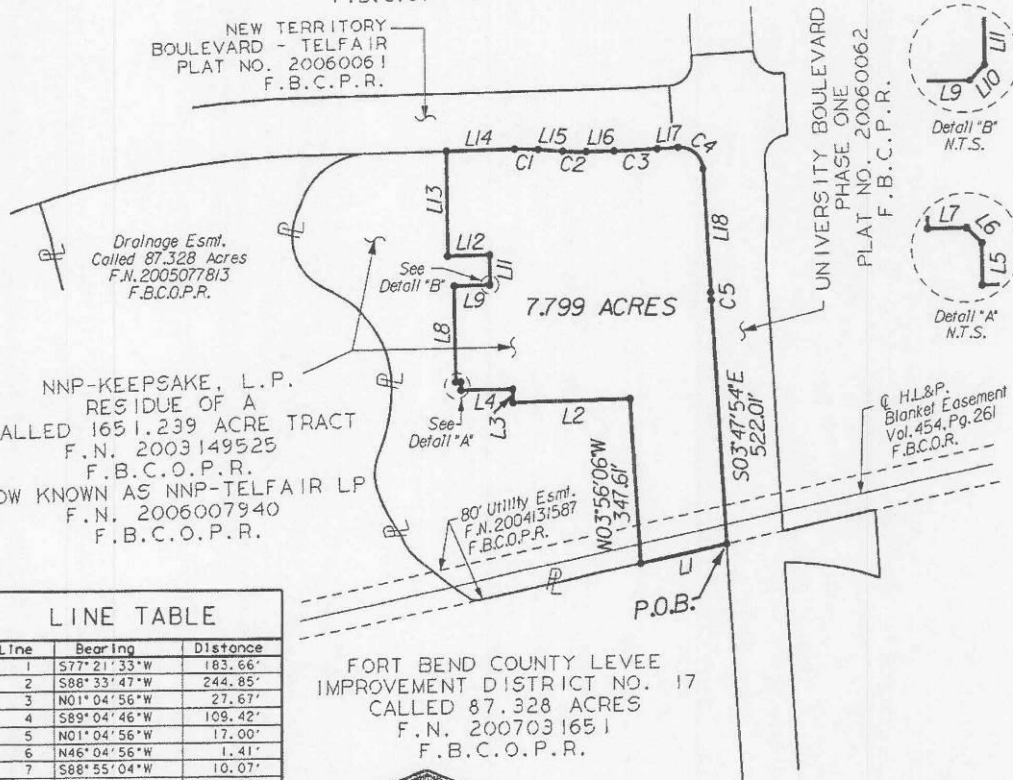 NEW TERRITORY
BOULEVARD - TELFAIR
PLAT NO. 20060061
F.B.C.P.R.
UNIVERSITY BOULEVARD
PHASE ONE
PLAT NO. 20060062
F.B.C.P.R.
L11
L10
L9
Detail "B"
N.T.S.
L7
L6
L5
Detail "A"
N.T.S.
L14
C1
L15
C2
L16
C3
L17
C4
L13
L12
L11
See
Detail "B"
L9
L8
L18
C5
7.799 ACRES
Drainage Esmt.
Called 87.328 Acres
F.N.2005077813
F.B.C.O.P.R.
NNP-KEEPSAKE, L.P.
RESIDUE OF A
ALLED 1651.239 ACRE TRACT
F.N. 2003149525
F.B.C.O.P.R.
OW KNOWN AS NNP-TELFAIR LP
F.N. 2006007940
F.B.C.O.P.R.
See
Detail "A"
L4
L3
L2
N03°56'06"W
347.61'
S03°47'54"E
522.01'
℄ H.L.&P.
Blanket Easement
Vol.454,Pg.261
F.B.C.O.R.
80' Utility Esmt.
F.N.2004131587
F.B.C.O.P.R.
L1
P.O.B.
FORT BEND COUNTY LEVEE
IMPROVEMENT DISTRICT NO. 17
CALLED 87.328 ACRES
F.N. 2007031651
F.B.C.O.P.R.
LINE TABLE
Line Bearing Distance
1 S77°21'33"W 183.66'
2 S88°33'47"W 244.85'
3 N01°04'56"W 27.67'
4 S89°04'46"W 109.42'
5 N01°04'56"W 17.00'
6 N46°04'56"W 1.41'
7 S88°55'04"W 10.07'